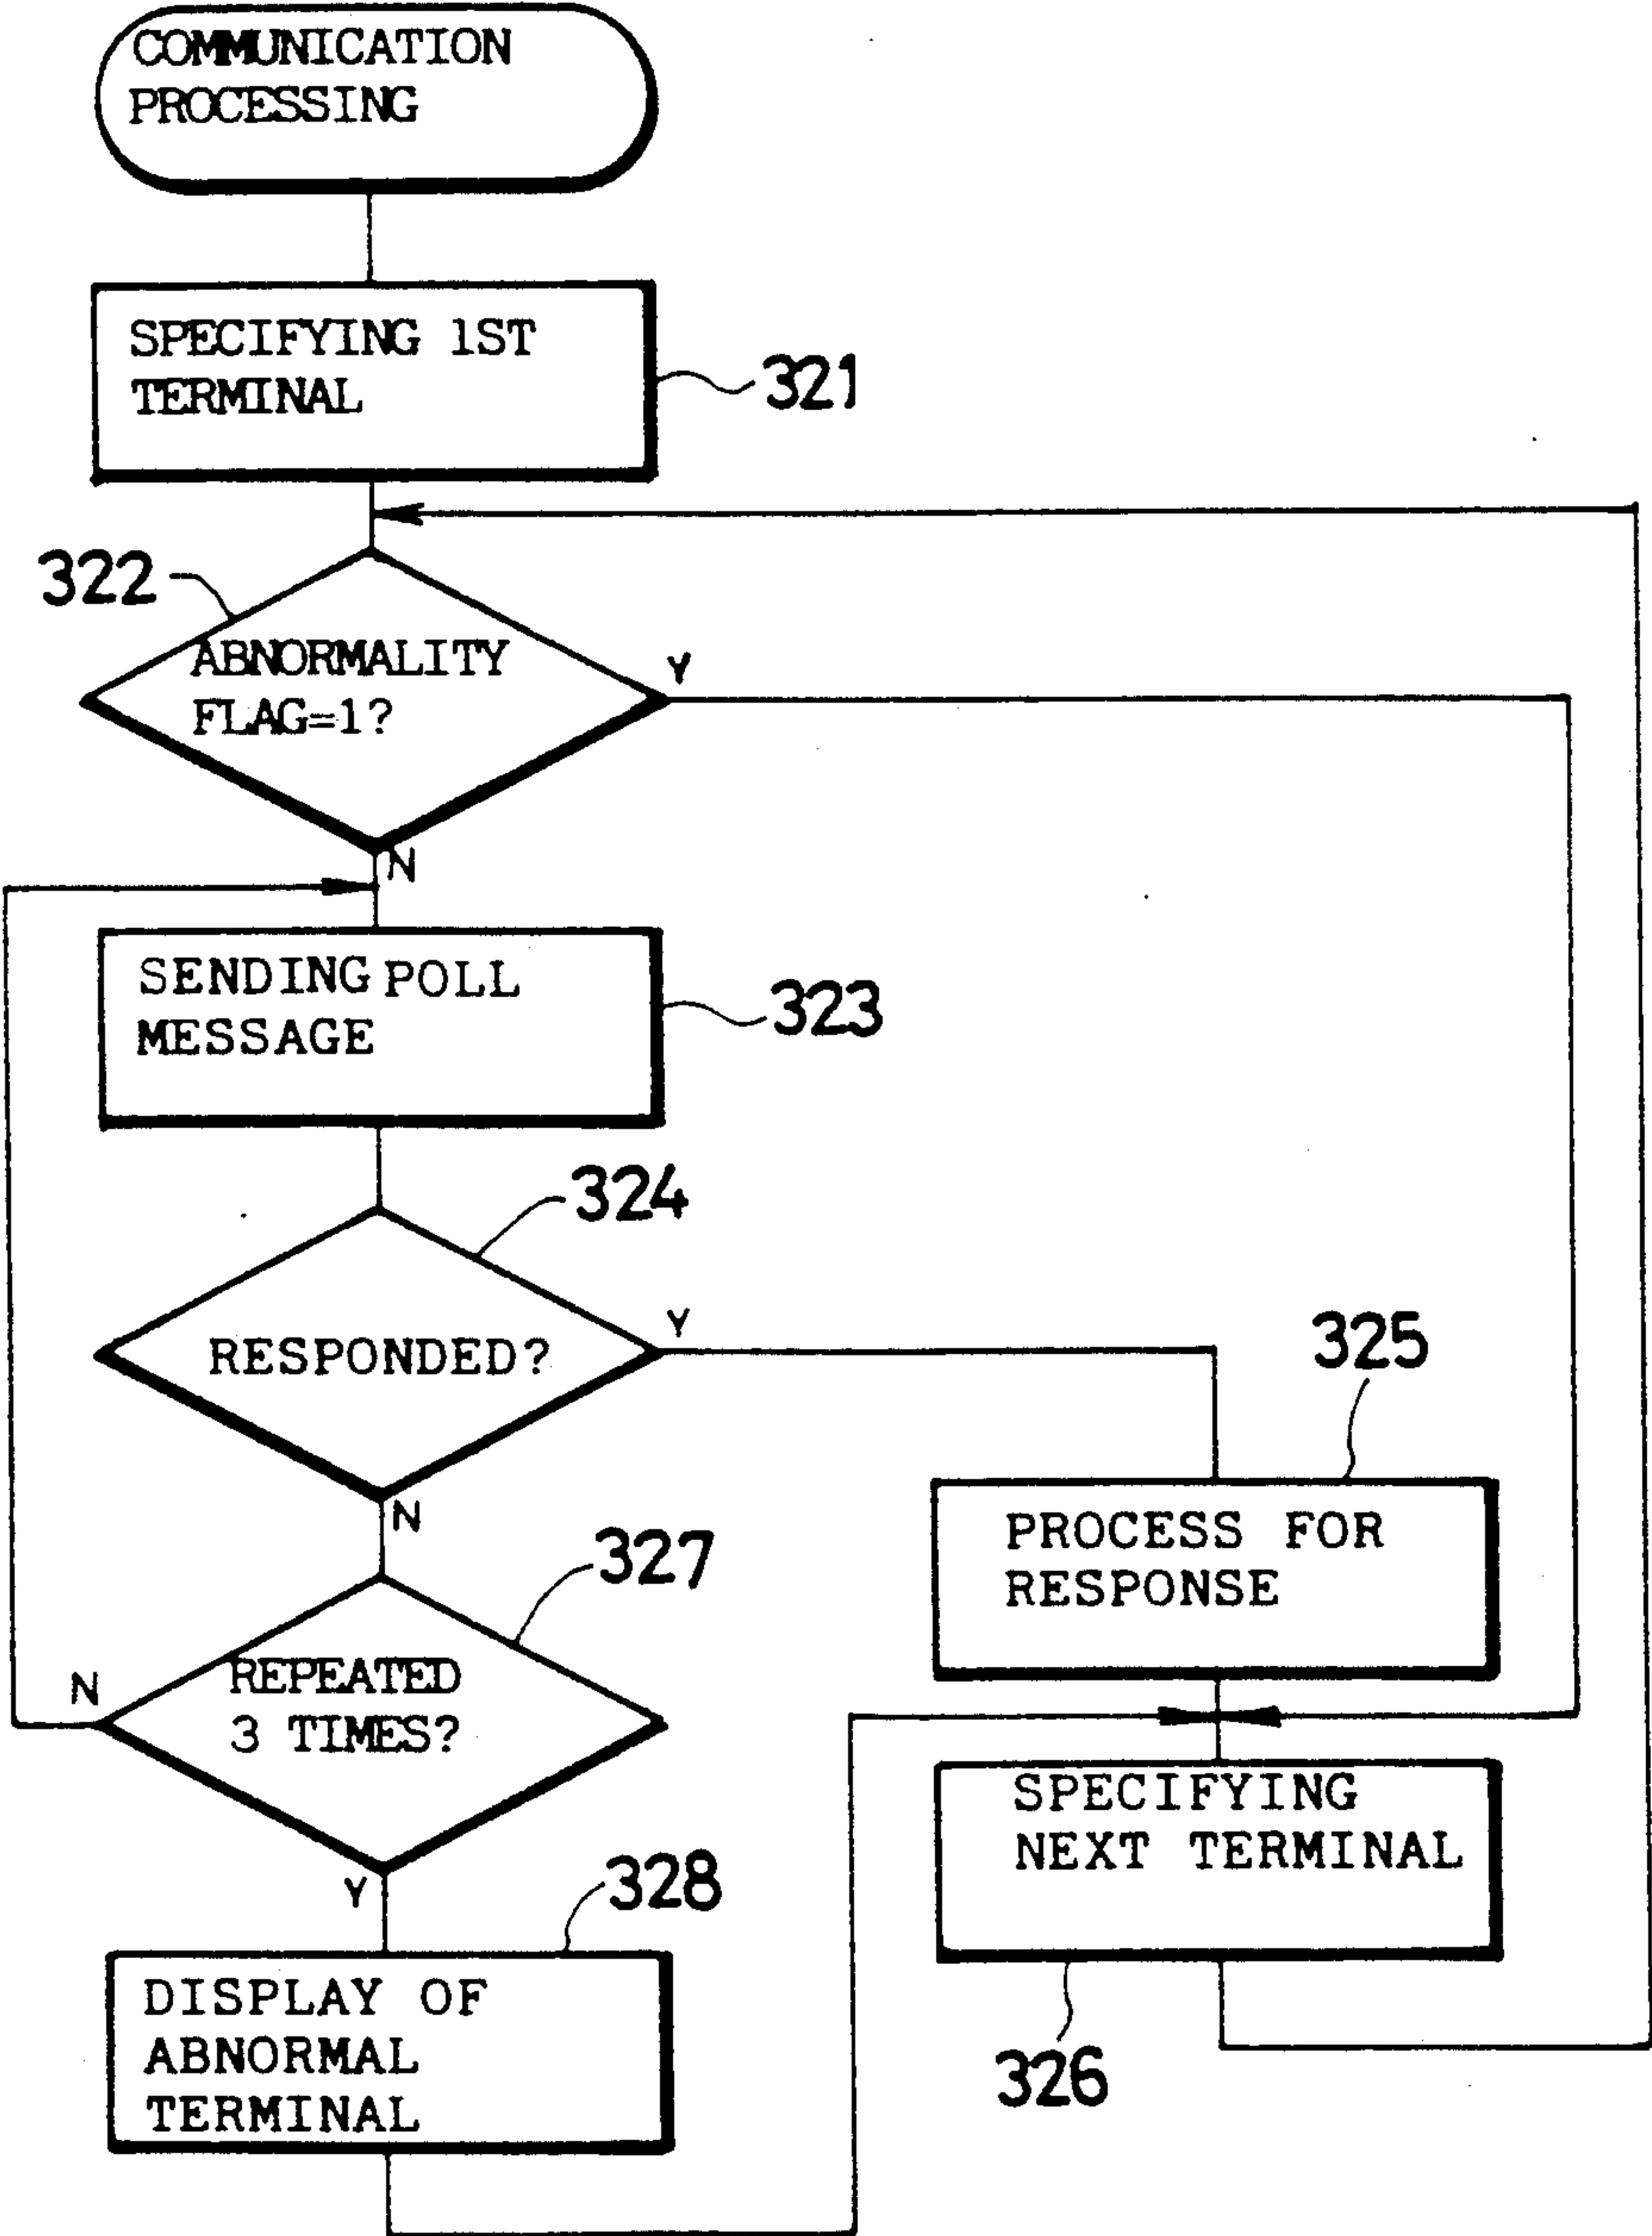 COMMUNICATION
PROCESSING
SPECIFYING 1ST
TERMINAL
321
322
ABNORMALITY
FLAG=1?
Y
N
SENDING POLL
MESSAGE
323
324
RESPONDED?
Y
N
325
PROCESS FOR
RESPONSE
327
REPEATED
3 TIMES?
N
Y
SPECIFYING
NEXT TERMINAL
326
328
DISPLAY OF
ABNORMAL
TERMINAL